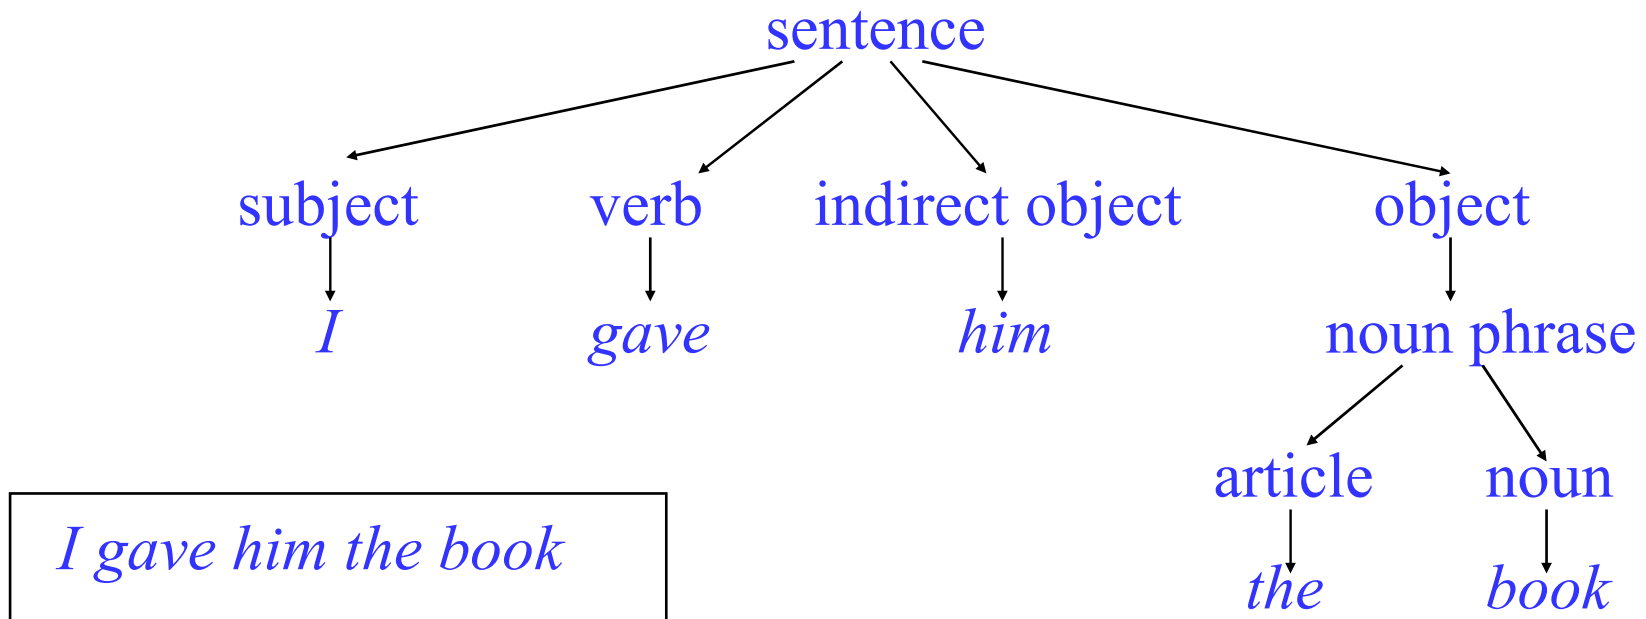 sentence
subject verb indirect object object
I gave him noun phrase
article noun
I gave him the book
the book